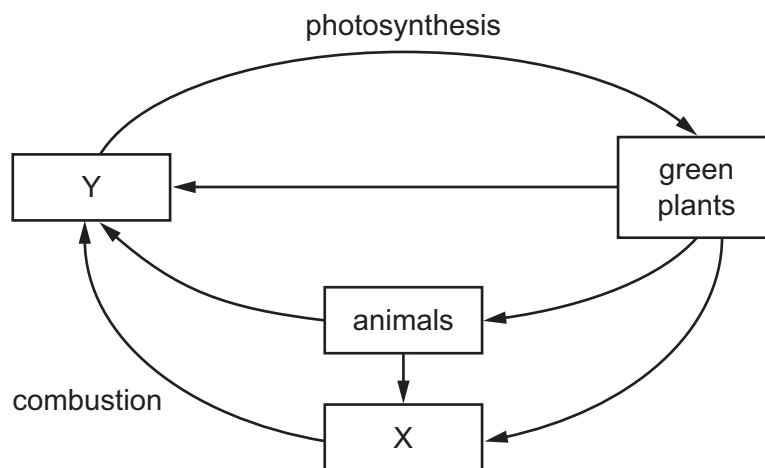 photosynthesis
Y
green
plants
animals
combustion
X